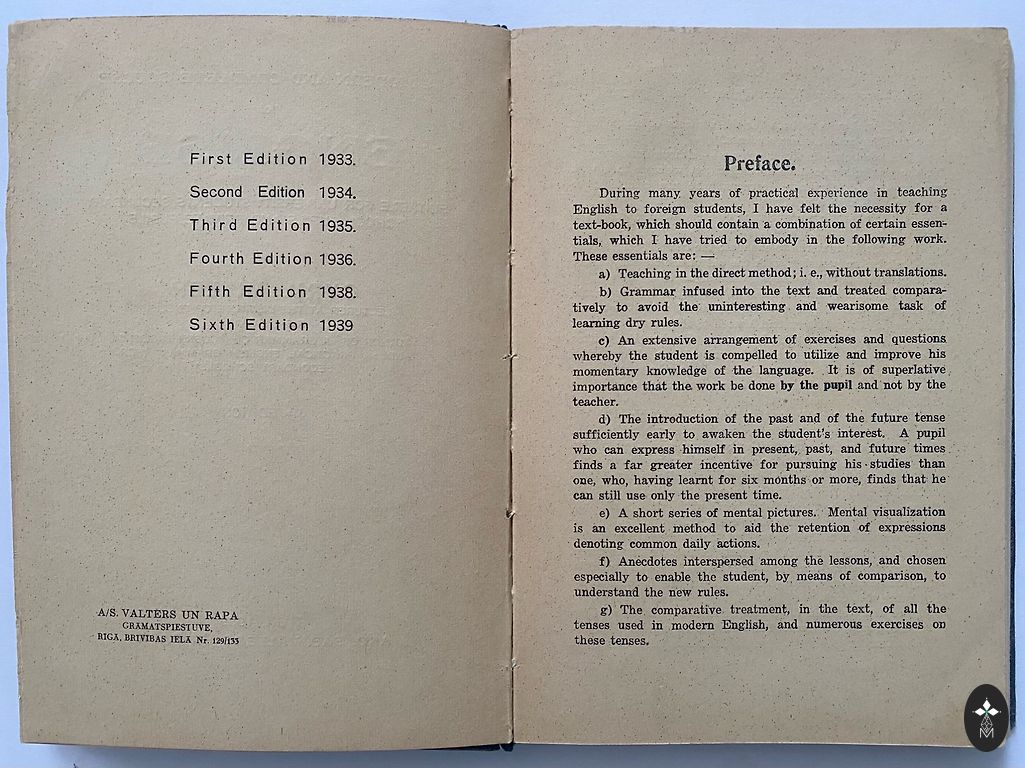 First Edition 1933.
Second Edition 1934.
Third Edition 1935.
Fourth Edition 1936.
Fifth Edition 1938.
Sixth Edition 1939
A/S. VALTERS UN RAPA
GRĀMATSPIESTUVE,
RIGĀ, BRIVIBAS IELĀ Nr. 129/133
Preface.
During many years of practical experience in teaching
English to foreign students, I have felt the necessity for a
text-book, which should contain a combination of certain essen-
tials, which I have tried to embody in the following work.
These essentials are: —
a) Teaching in the direct method; i. e., without translations.
b) Grammar infused into the text and treated compara-
tively to avoid the uninteresting and wearisome task of
learning dry rules.
c) An extensive arrangement of exercises and questions
whereby the student is compelled to utilize and improve his
momentary knowledge of the language. It is of superlative
importance that the work be done by the pupil and not by the
teacher.
d) The introduction of the past and of the future tense
sufficiently early to awaken the student's interest. A pupil
who can express himself in present, past, and future times
finds a far greater incentive for pursuing his studies than
one, who, having learnt for six months or more, finds that he
can still use only the present time.
e) A short series of mental pictures. Mental visualization
is an excellent method to aid the retention of expressions
denoting common daily actions.
f) Anecdotes interspersed among the lessons, and chosen
especially to enable the student, by means of comparison, to
understand the new rules.
g) The comparative treatment, in the text, of all the
tenses used in modern English, and numerous exercises on
these tenses.
M